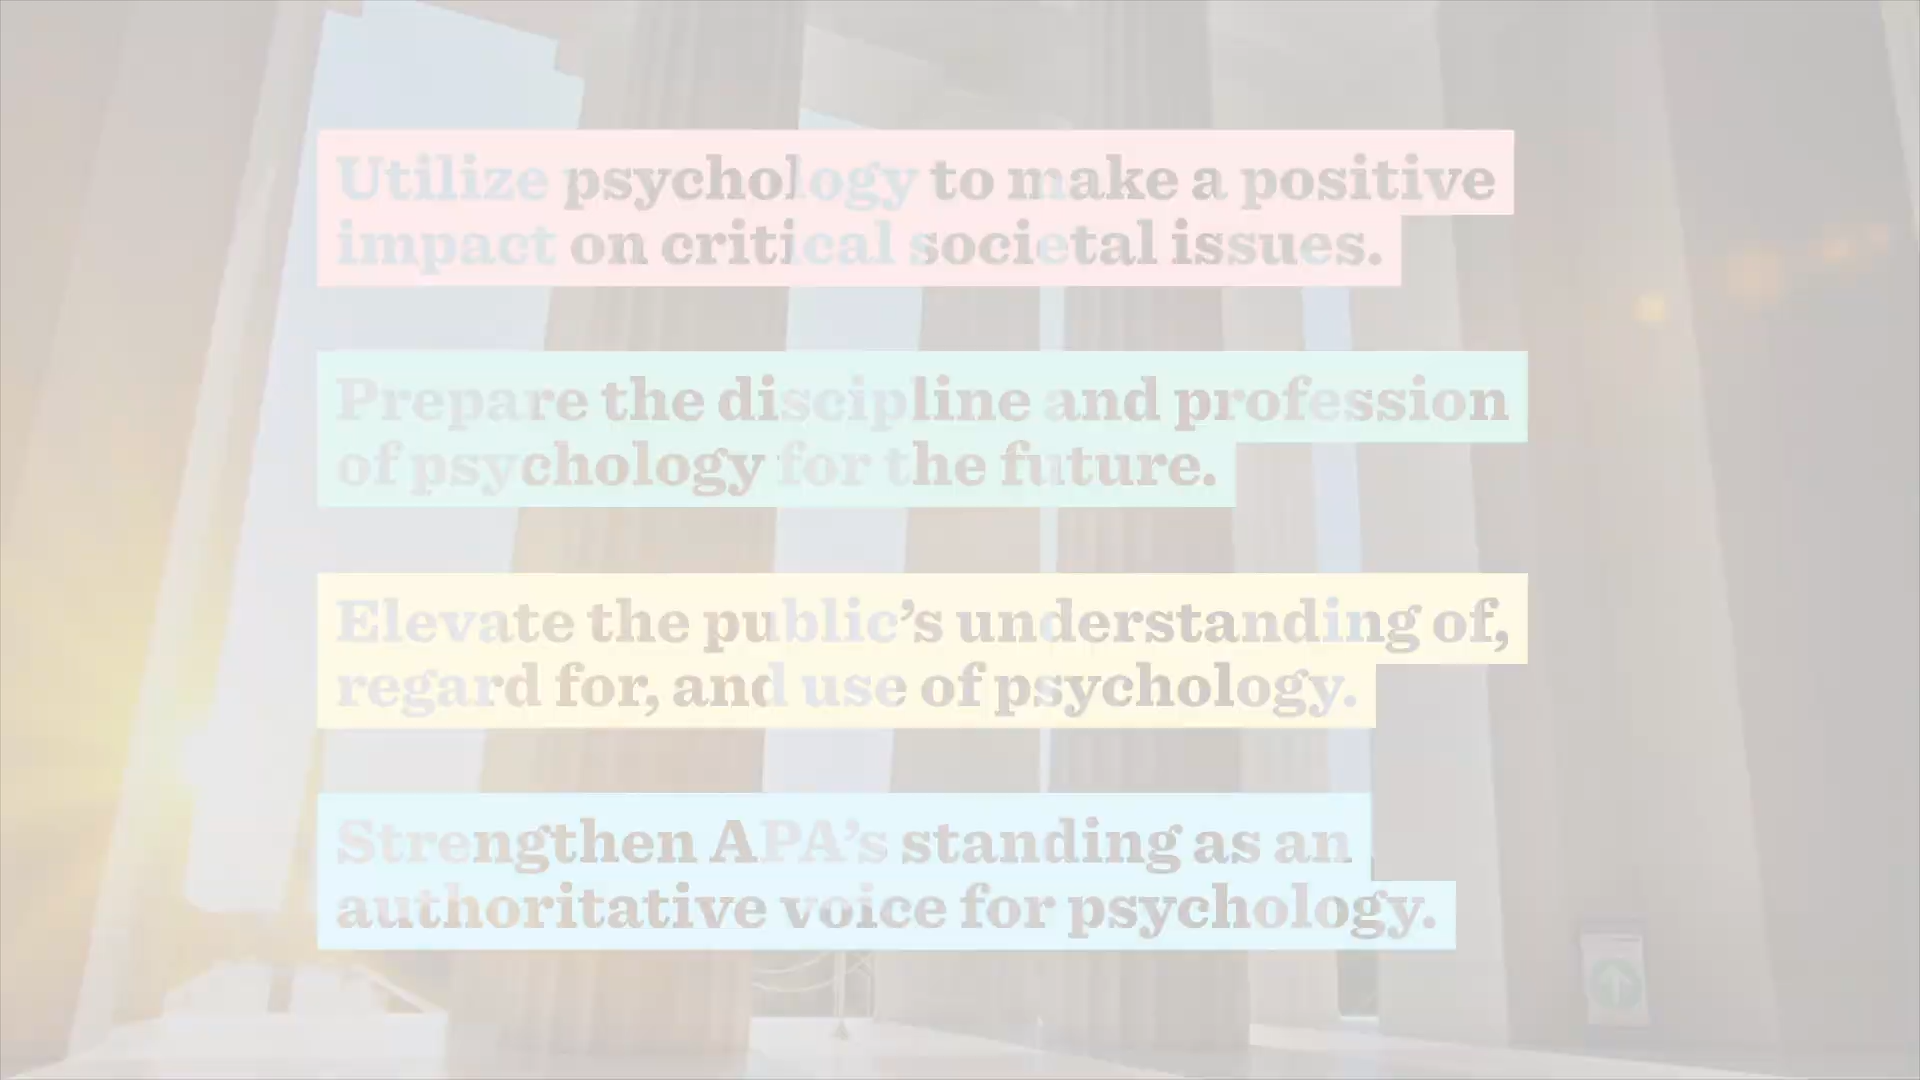 Utilize psychology to make a positive
impact on critical societal issues.
Prepare the discipline and profession
of psychology for the future.
Elevate the public’s understanding of,
regard for, and use of psychology.
Strengthen APA’s standing as an
authoritative voice for psychology.